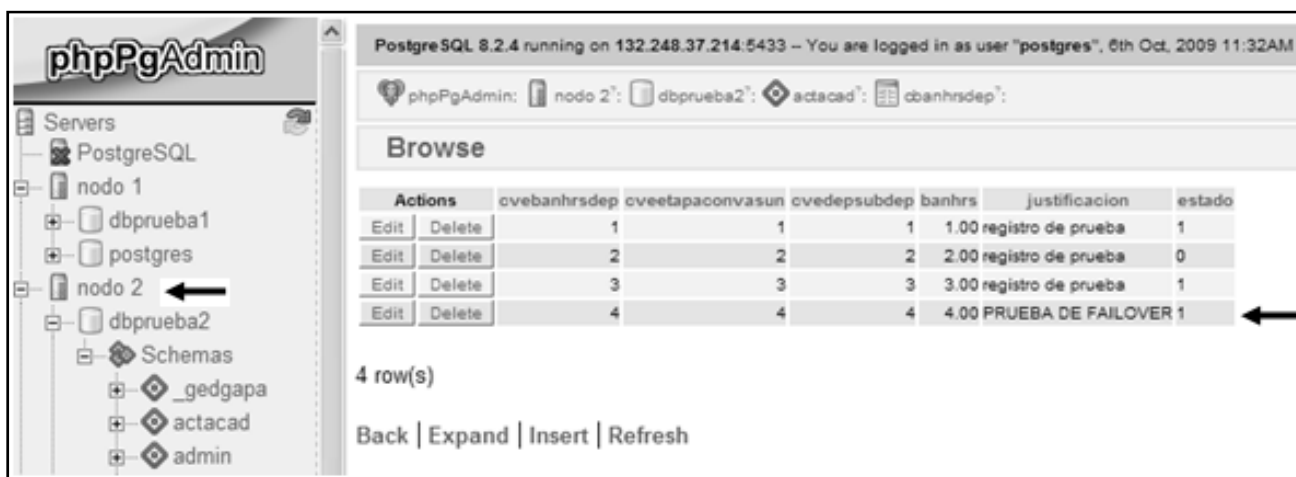 phpPgAdmin
Servers
PostgreSQL
nodo 1
dbprueba1
postgres
nodo 2
dbprueba2
Schemas
_gedgapa
actacad
admin
PostgreSQL 8.2.4 running on 132.248.37.214:5433 -- You are logged in as user "postgres", 6th Oct, 2009 11:32AM
phpPgAdmin: nodo 2?: dbprueba2?: actacad?: cbanhrsdep?:
Browse
Actions cvebanhrsdep cveetapaconvasun cvedepsubdep banhrs justificacion estado
Edit Delete 1 1 1 1.00 registro de prueba 1
Edit Delete 2 2 2 2.00 registro de prueba 0
Edit Delete 3 3 3 3.00 registro de prueba 1
Edit Delete 4 4 4 4.00 PRUEBA DE FAILOVER 1
4 row(s)
Back | Expand | Insert | Refresh